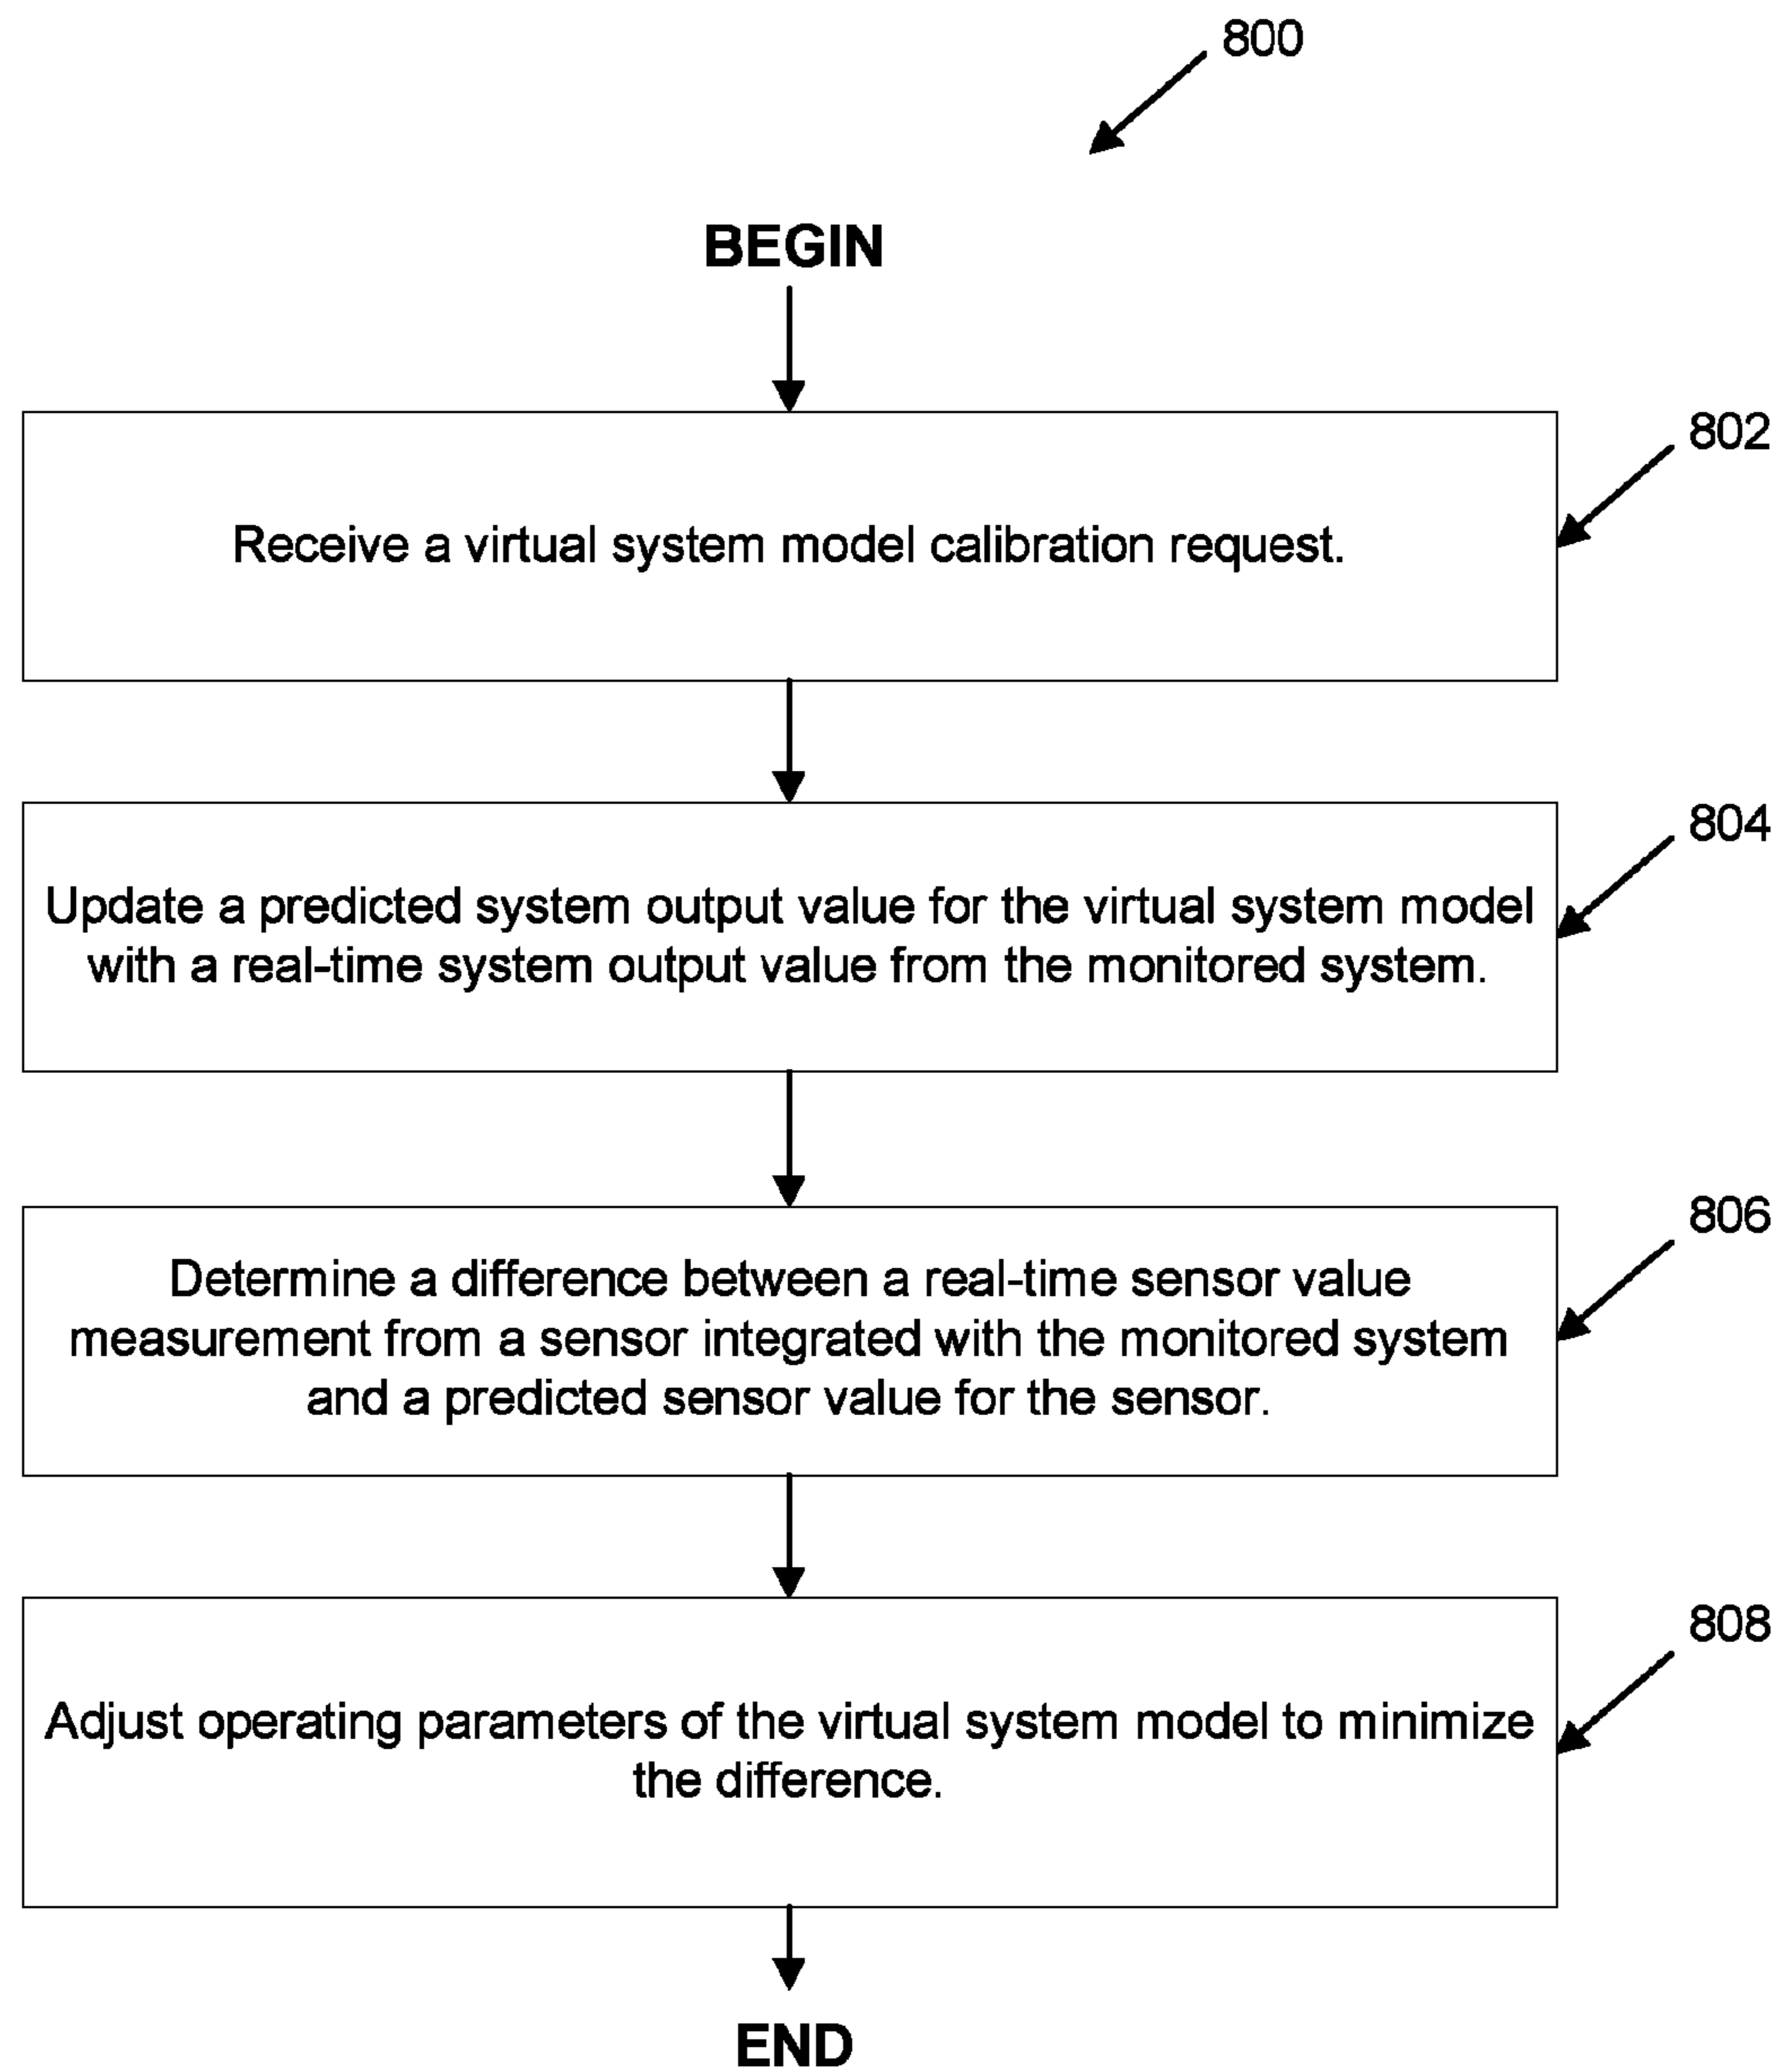 800
BEGIN
802
Receive a virtual system model calibration request.
804
Update a predicted system output value for the virtual system model
with a real-time system output value from the monitored system.
806
Determine a difference between a real-time sensor value
measurement from a sensor integrated with the monitored system
and a predicted sensor value for the sensor.
808
Adjust operating parameters of the virtual system model to minimize
the difference.
END